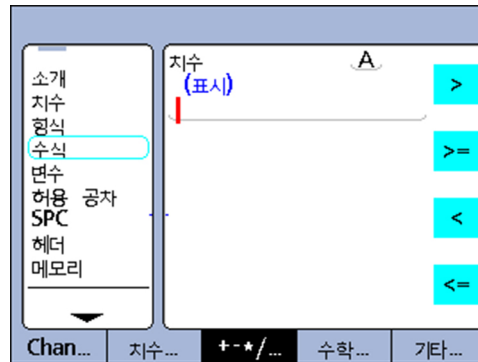 소개
치수
형식
수식
변수
허용 공차
SPC
헤더
메모리
치수
A
(표시)
>
>=
<
<=
Chan...
치수...
+-*/...
수학...
기타...